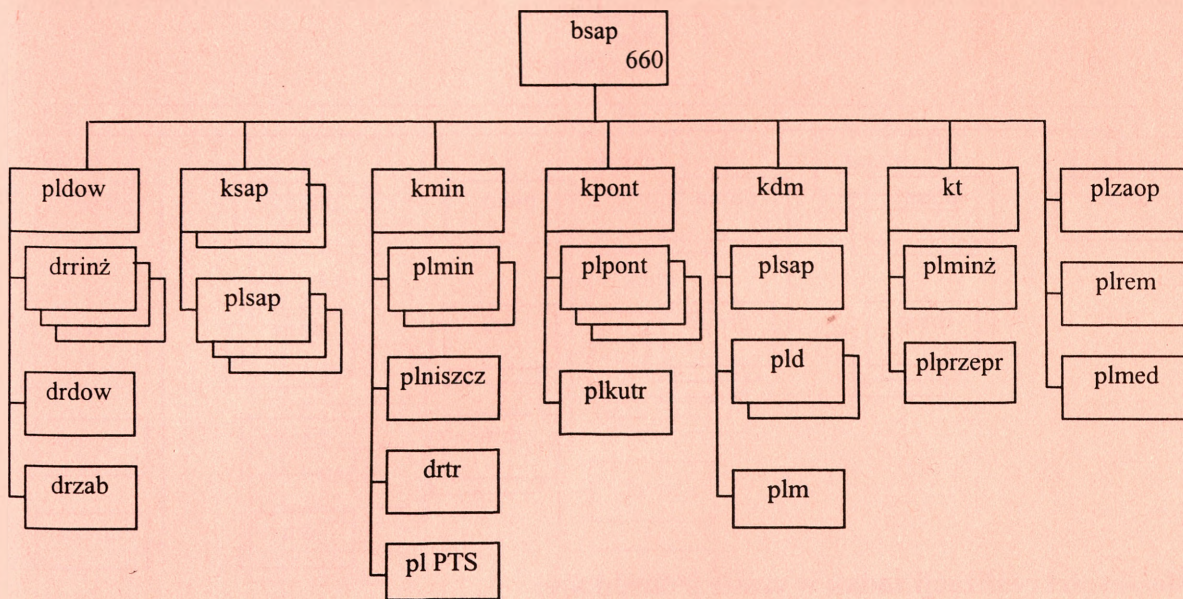 bsap
660
pldow
ksap
kmin
kpont
kdm
kt
plzaop
drrinż
plsap
plmin
plpont
plsap
plminż
plrem
drdow
plniszcz
plkutr
pld
plprzepr
plmed
drzab
drtr
plm
pl PTS